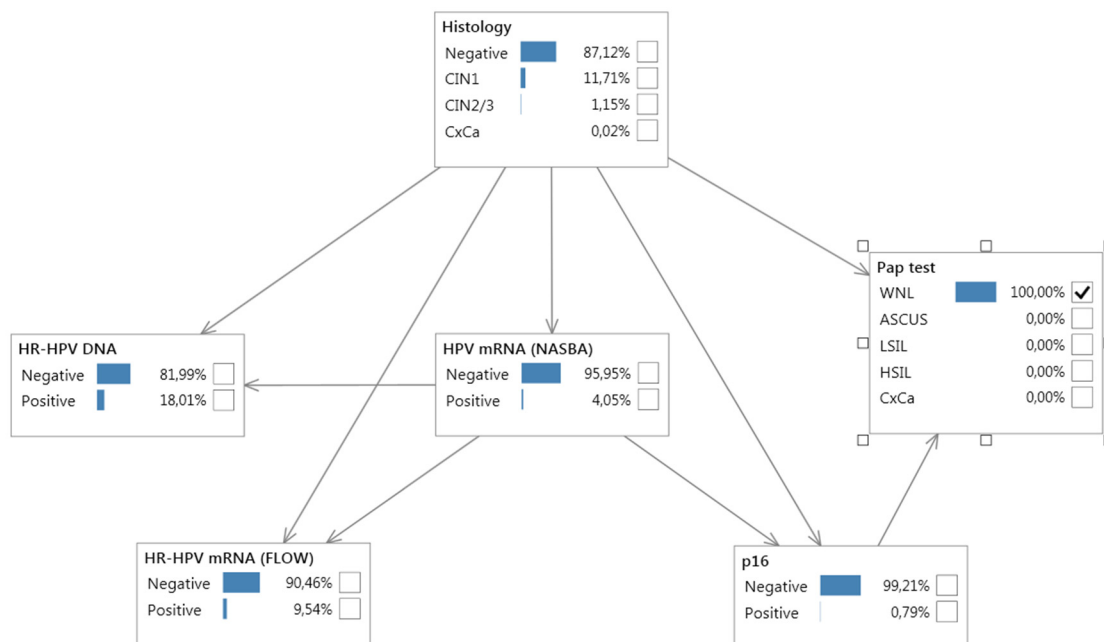 Histology
Negative 87,12%
CIN1 11,71%
CIN2/3 1,15%
CxCa 0,02%
Pap test
WNL 100,00%
ASCUS 0,00%
LSIL 0,00%
HSIL 0,00%
CxCa 0,00%
HR-HPV DNA
Negative 81,99%
Positive 18,01%
HPV mRNA (NASBA)
Negative 95,95%
Positive 4,05%
HR-HPV mRNA (FLOW)
Negative 90,46%
Positive 9,54%
p16
Negative 99,21%
Positive 0,79%